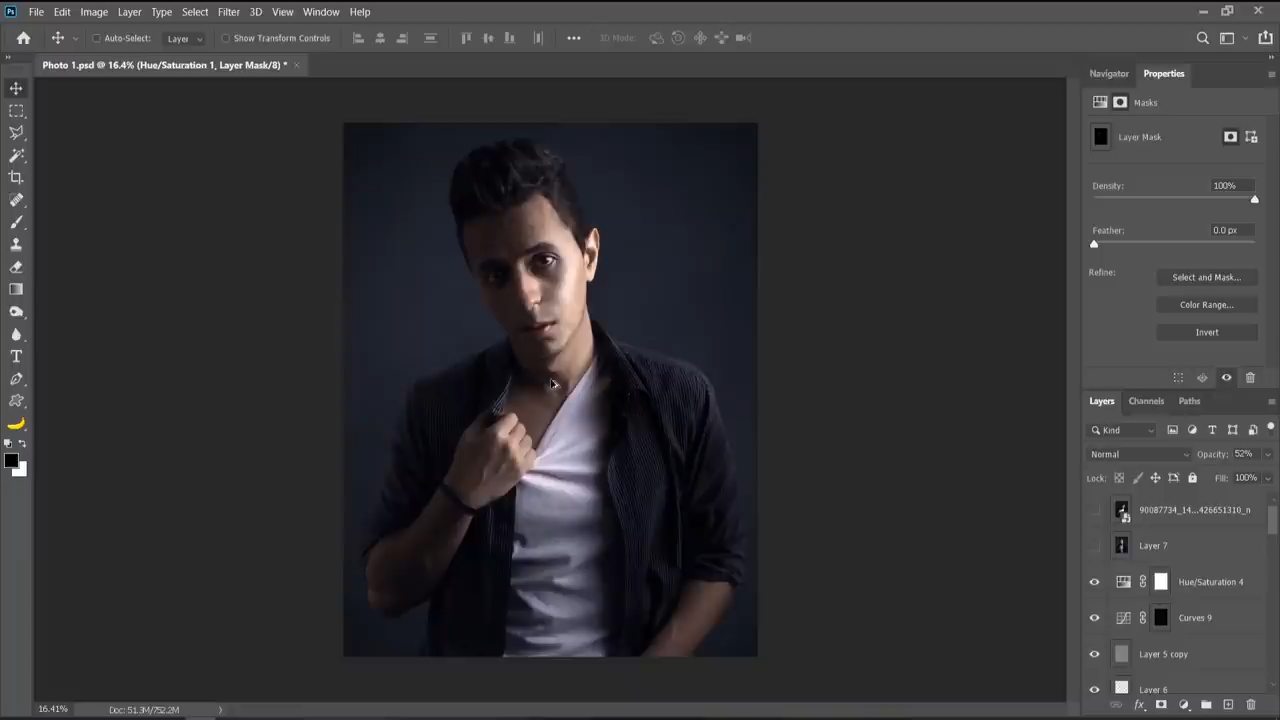 Ps File Edit Image Layer Type Select Filter 3D View Window Help
Auto-Select: Layer Show Transform Controls 3D Mode:
Photo 1.psd @ 16.4% (Hue/Saturation 1, Layer Mask/8) *
Navigator Properties
Masks
Layer Mask
Density: 100%
Feather: 0.0 px
Refine: Select and Mask...
Color Range...
Invert
Layers Channels Paths
Kind
Normal Opacity: 52%
Lock: Fill: 100%
90087734_14...426651310_n
Layer 7
Hue/Saturation 4
Curves 9
Layer 5 copy
Layer 6
16.41% Doc: 51.3M/752.2M